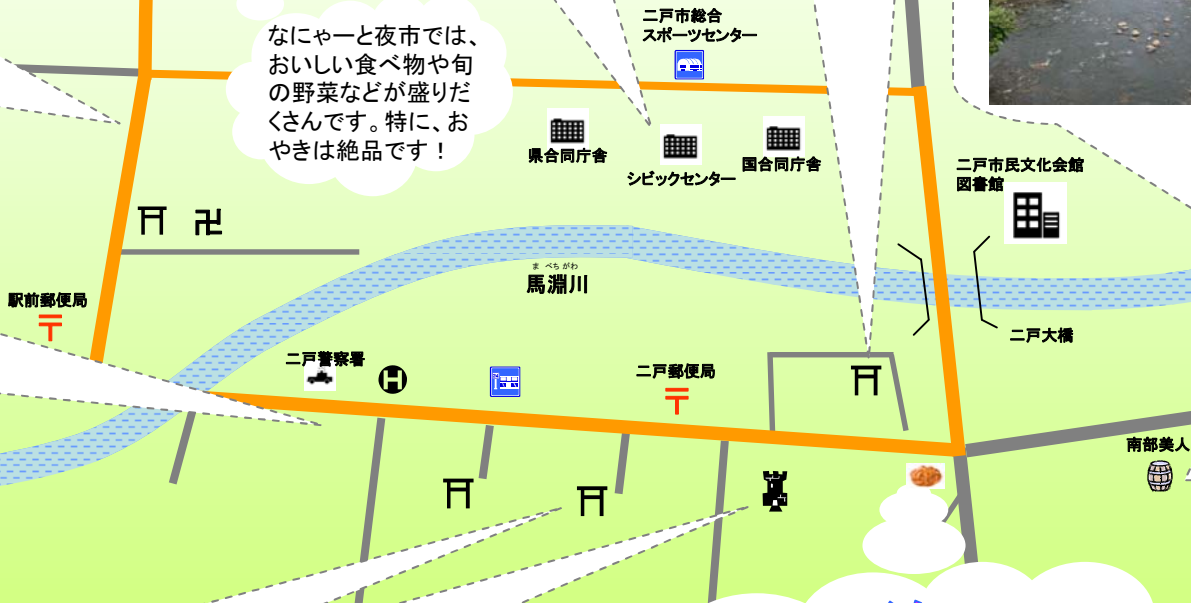 二戸市総合
スポーツセンター
なにゃーと夜市では、
おいしい食べ物や旬
の野菜などが盛りだ
くさんです。特に、お
やきは絶品です！
県合同庁舎
シビックセンター
国合同庁舎
二戸市民文化会館
図書館
まべちがわ
馬淵川
駅前郵便局
二戸大橋
二戸警察署
H
二戸郵便局
南部美人